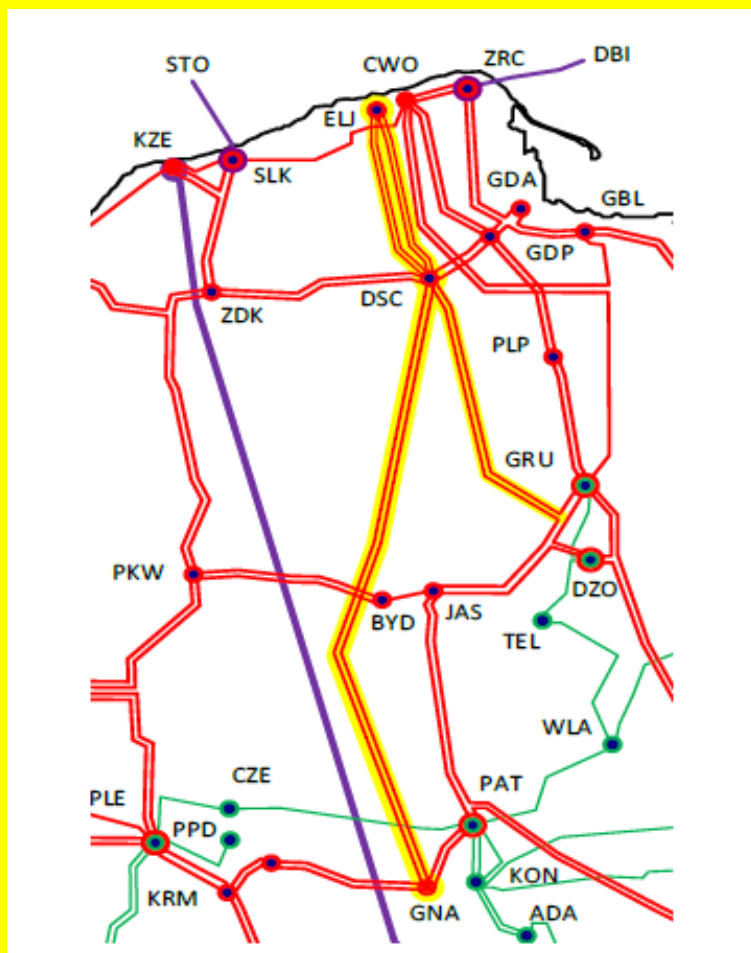 STO
CWO
ZRC
DBI
KZE
ELJ
SLK
GDA
GBL
GDP
ZDK
DSC
PLP
GRU
PKW
BYD
JAS
DZO
TEL
WLA
CZE
PAT
PLE
PPD
KRM
GNA
KON
ADA